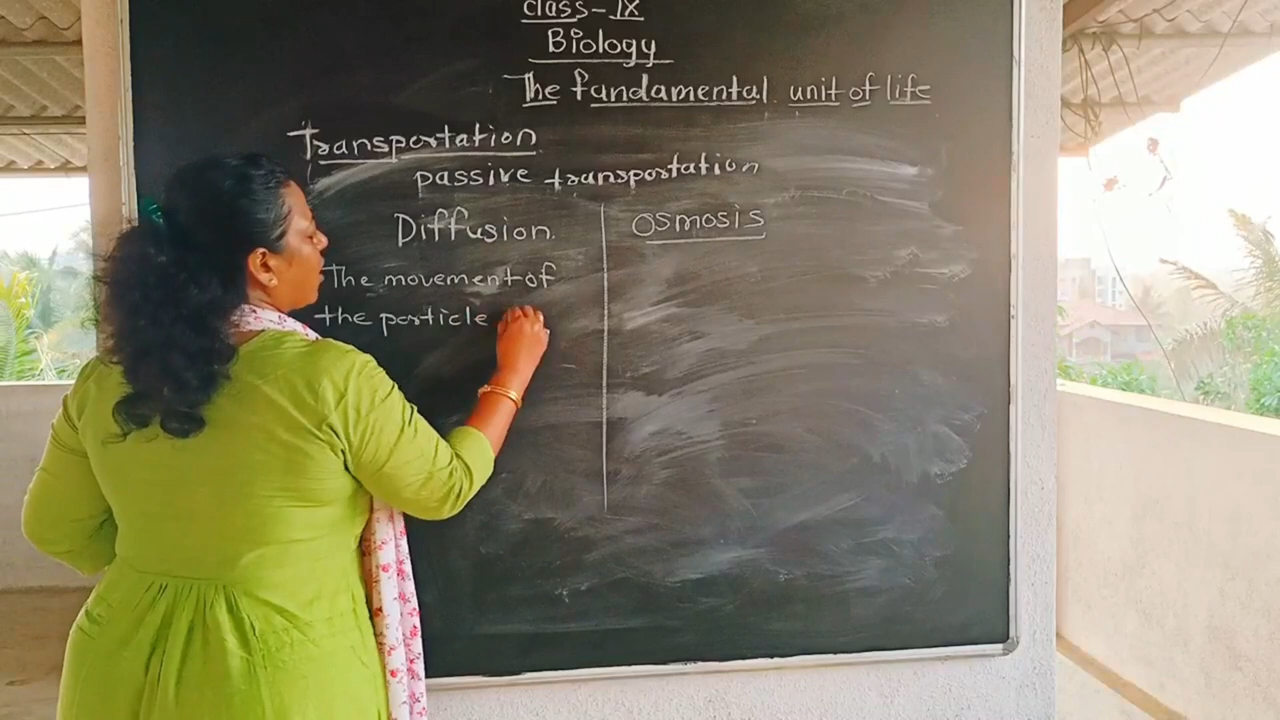 class-IX
Biology
The fundamental unit of life
Transportation
passive transportation
Diffusion.
osmosis
The movement of
the particle